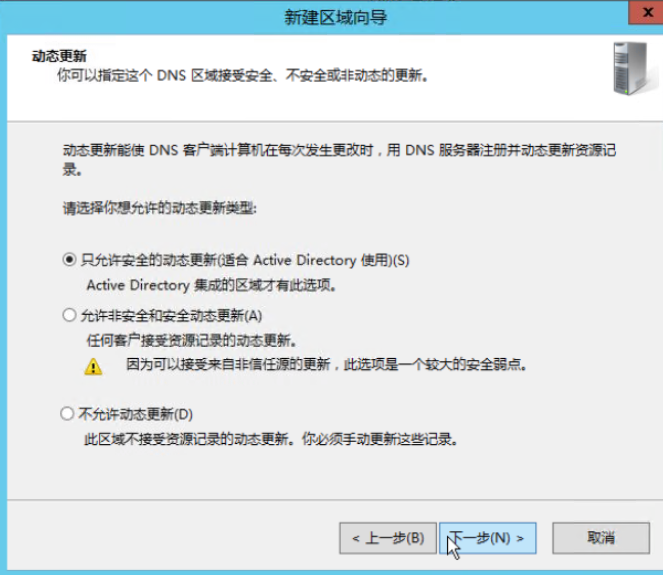 新建区域向导
x
动态更新
你可以指定这个 DNS 区域接受安全、不安全或非动态的更新。
动态更新能使 DNS 客户端计算机在每次发生更改时，用 DNS 服务器注册并动态更新资源记
录。
请选择你想允许的动态更新类型:
只允许安全的动态更新(适合 Active Directory 使用)(S)
Active Directory 集成的区域才有此选项。
允许非安全和安全动态更新(A)
任何客户接受资源记录的动态更新。
因为可以接受来自非信任源的更新，此选项是一个较大的安全弱点。
不允许动态更新(D)
此区域不接受资源记录的动态更新。你必须手动更新这些记录。
< 上一步(B) 下一步(N) > 取消